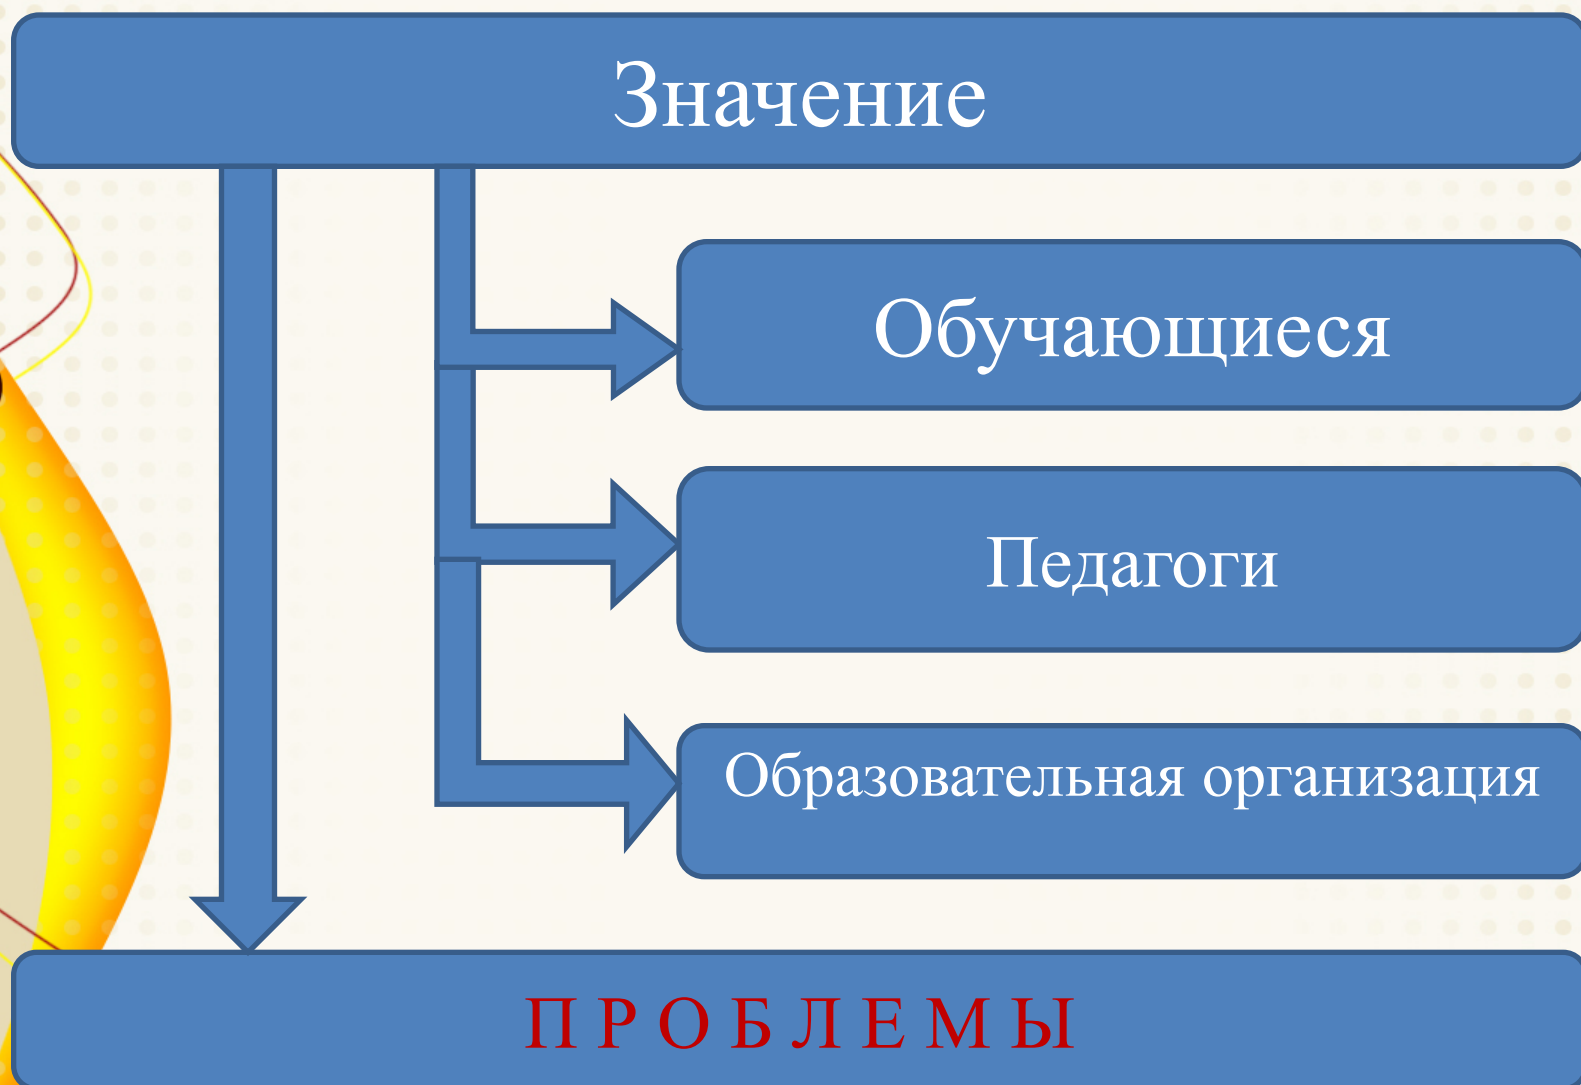 Значение
Обучающиеся
Педагоги
Образовательная организация
П Р О Б Л Е М Ы